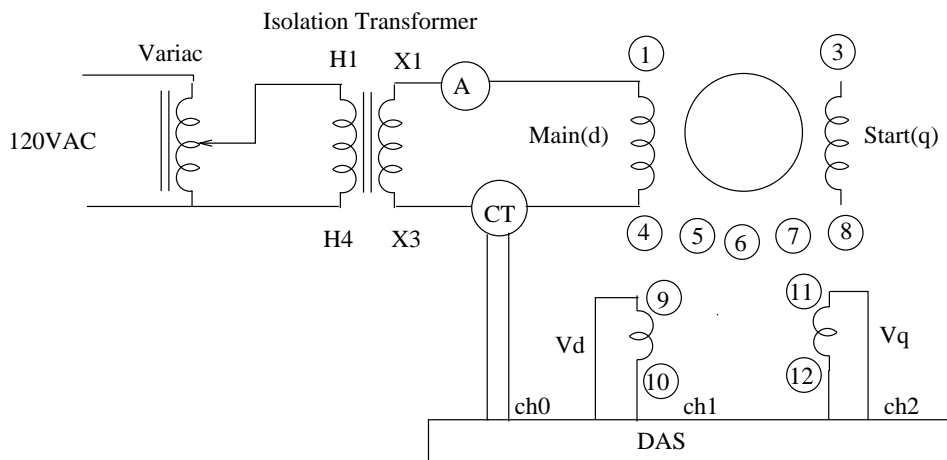 Isolation Transformer
Variac
H1
X1
1
3
A
120VAC
Main(d)
Start(q)
CT
H4
X3
4
5
6
7
8
9
11
Vd
Vq
10
12
ch0
ch1
ch2
DAS